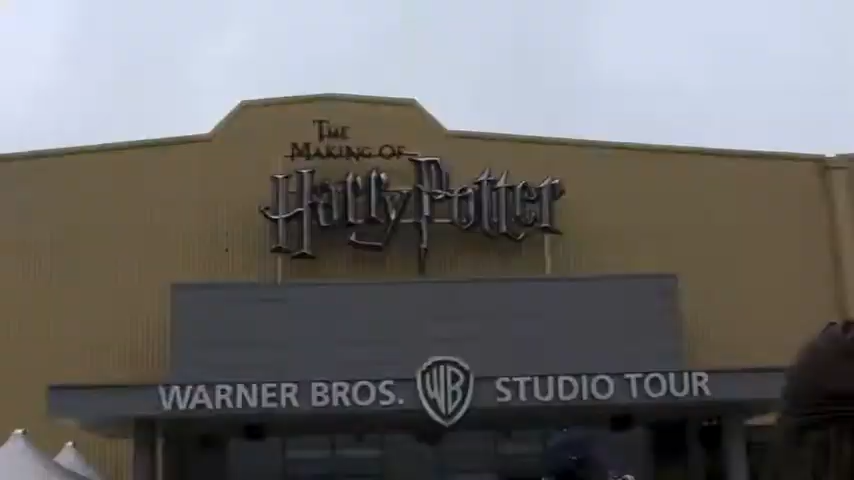 THE
MAKING OF
Harry Potter
WARNER BROS. WB STUDIO TOUR